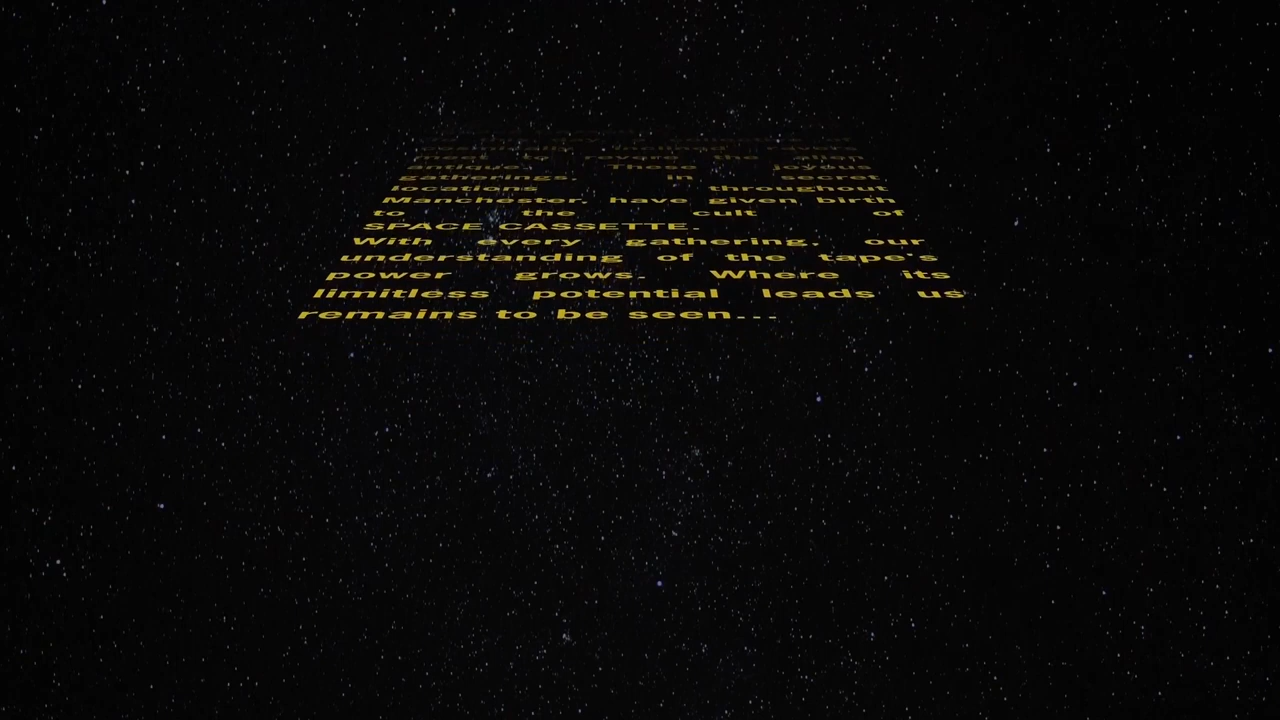 meet to revere the alien
antique. These joyous
gatherings, in secret
locations throughout
Manchester, have given birth
to the cult of
SPACE CASSETTE.
With every gathering, our
understanding of the tape's
power grows. Where its
limitless potential leads us
remains to be seen...